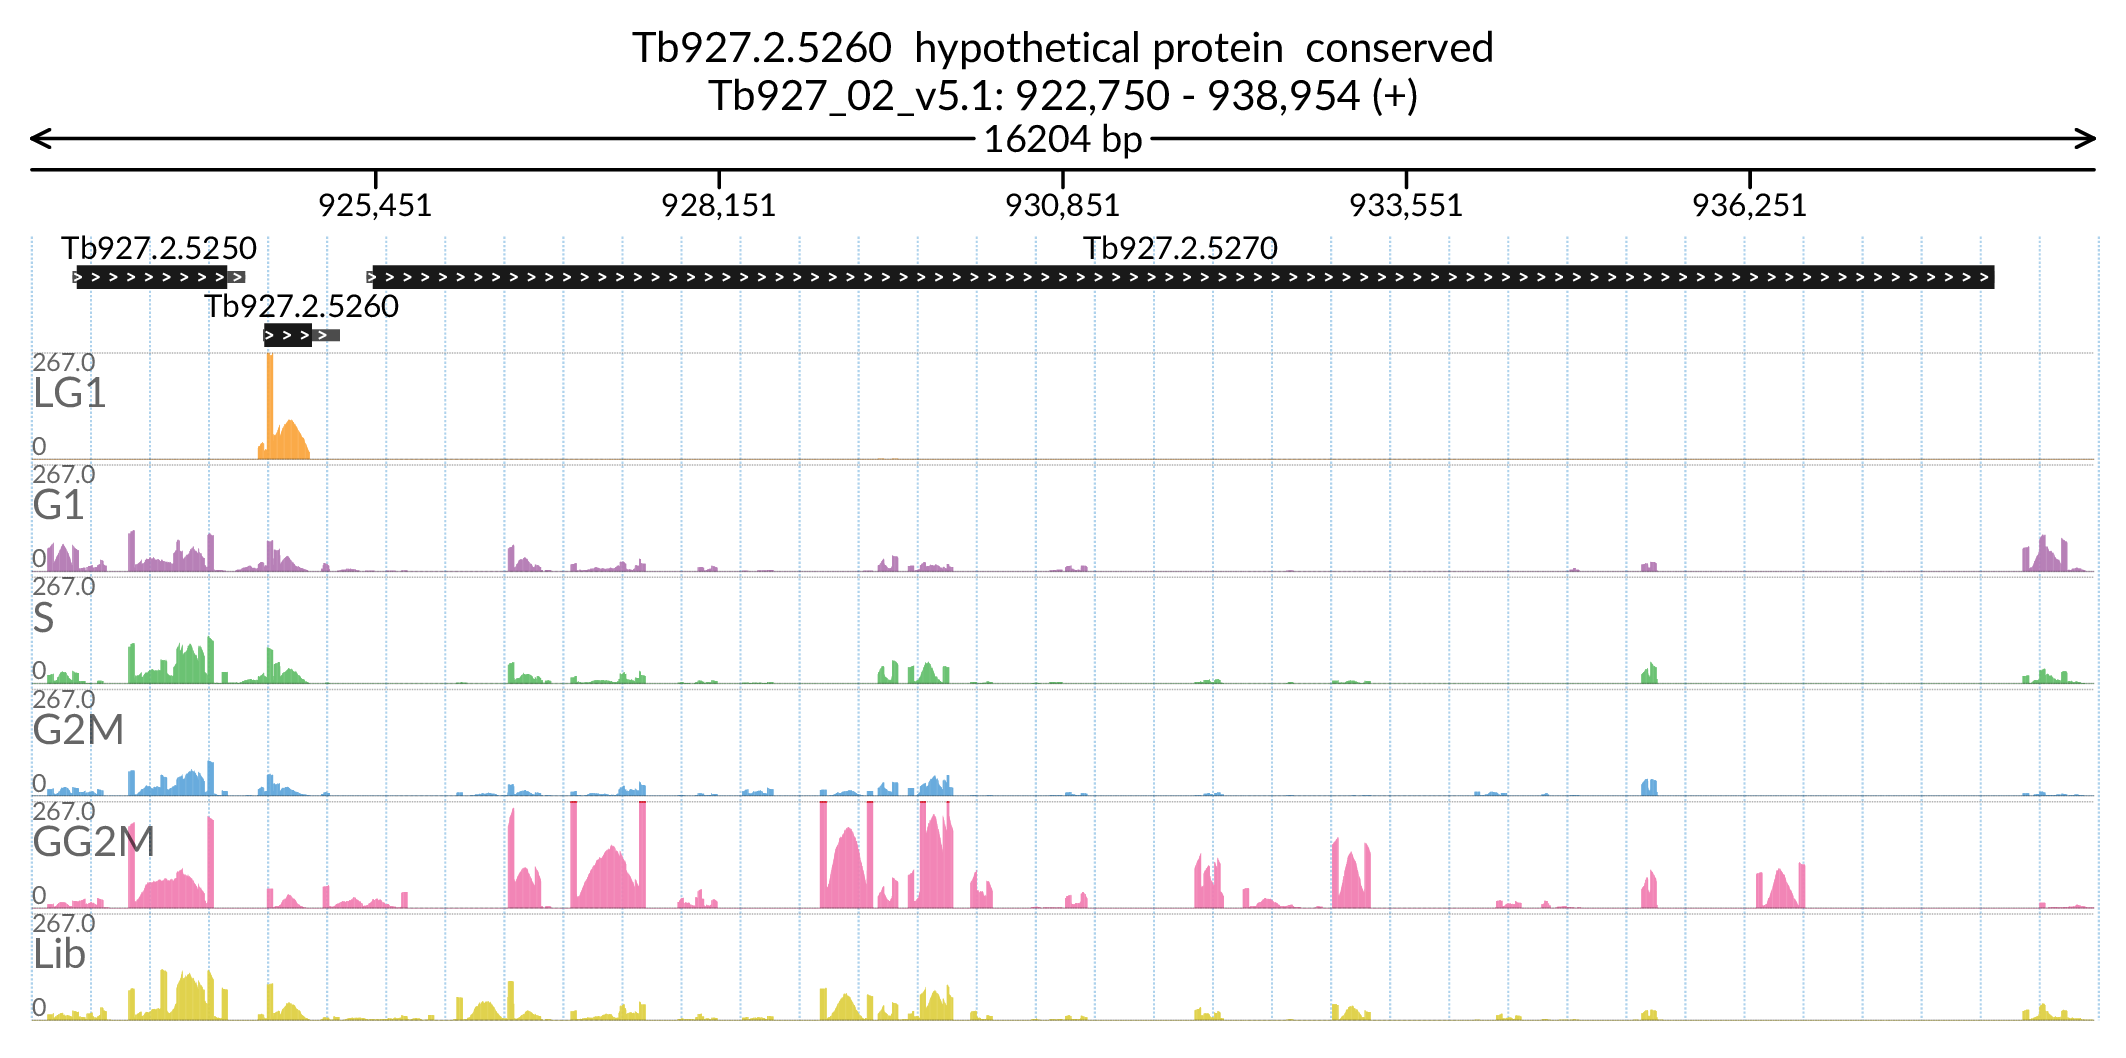 Tb927.2.5260  hypothetical protein  conserved
Tb927_02_v5.1: 922,750 - 938,954 (+)
16204 bp
925,451 928,151 930,851 933,551 936,251
Tb927.2.5250 Tb927.2.5270
Tb927.2.5260
267.0
LG1
0
267.0
G1
0
267.0
S
0
267.0
G2M
0
267.0
GG2M
0
267.0
Lib
0